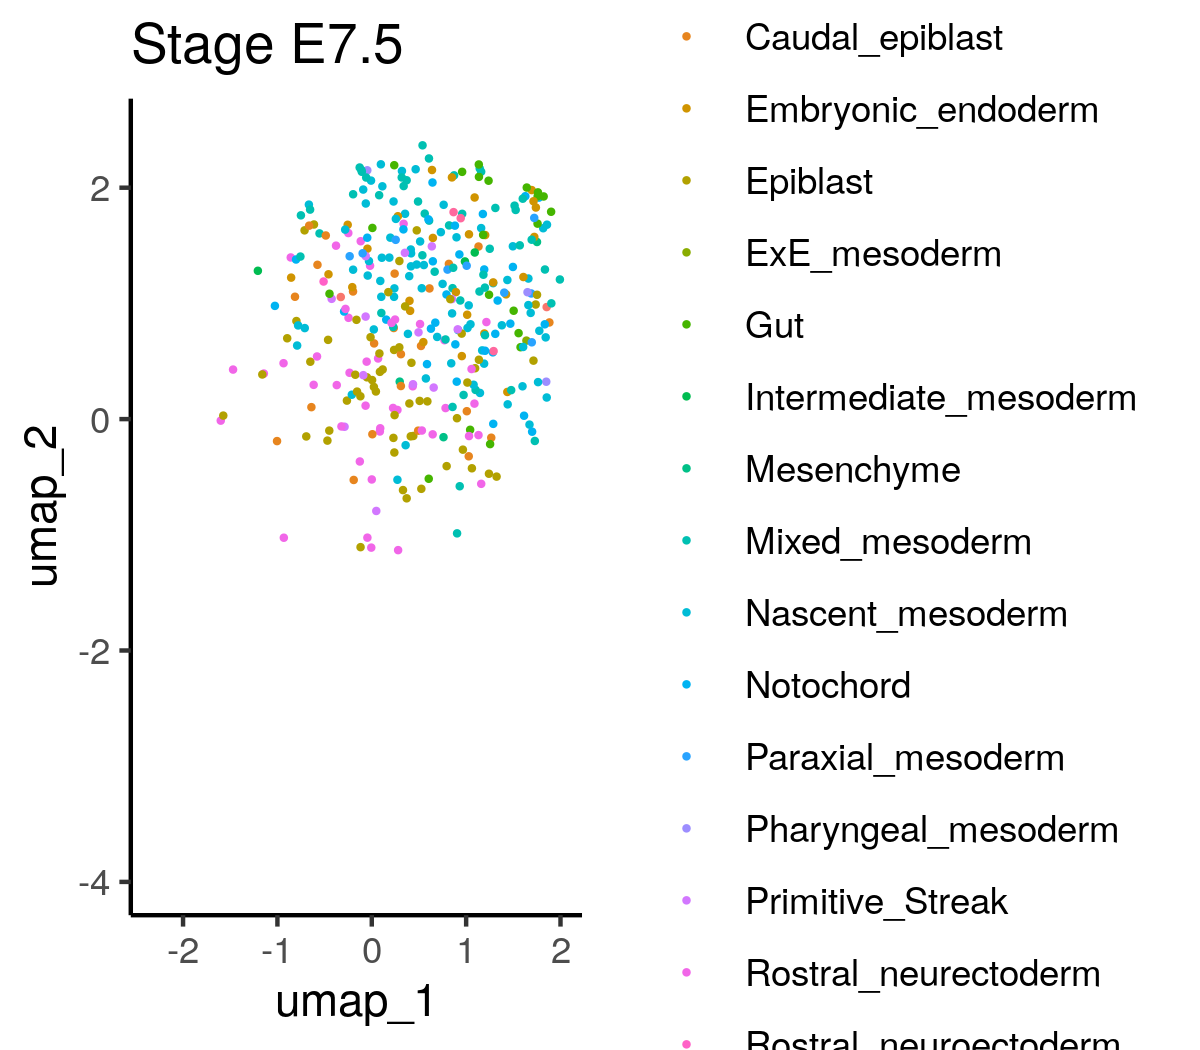 Stage E7.5
2
0
-2
-4
umap_2
-2 -1 0 1 2
umap_1
Caudal_epiblast
Embryonic_endoderm
Epiblast
ExE_mesoderm
Gut
Intermediate_mesoderm
Mesenchyme
Mixed_mesoderm
Nascent_mesoderm
Notochord
Paraxial_mesoderm
Pharyngeal_mesoderm
Primitive_Streak
Rostral_neurectoderm
Rostral_neuroectoderm